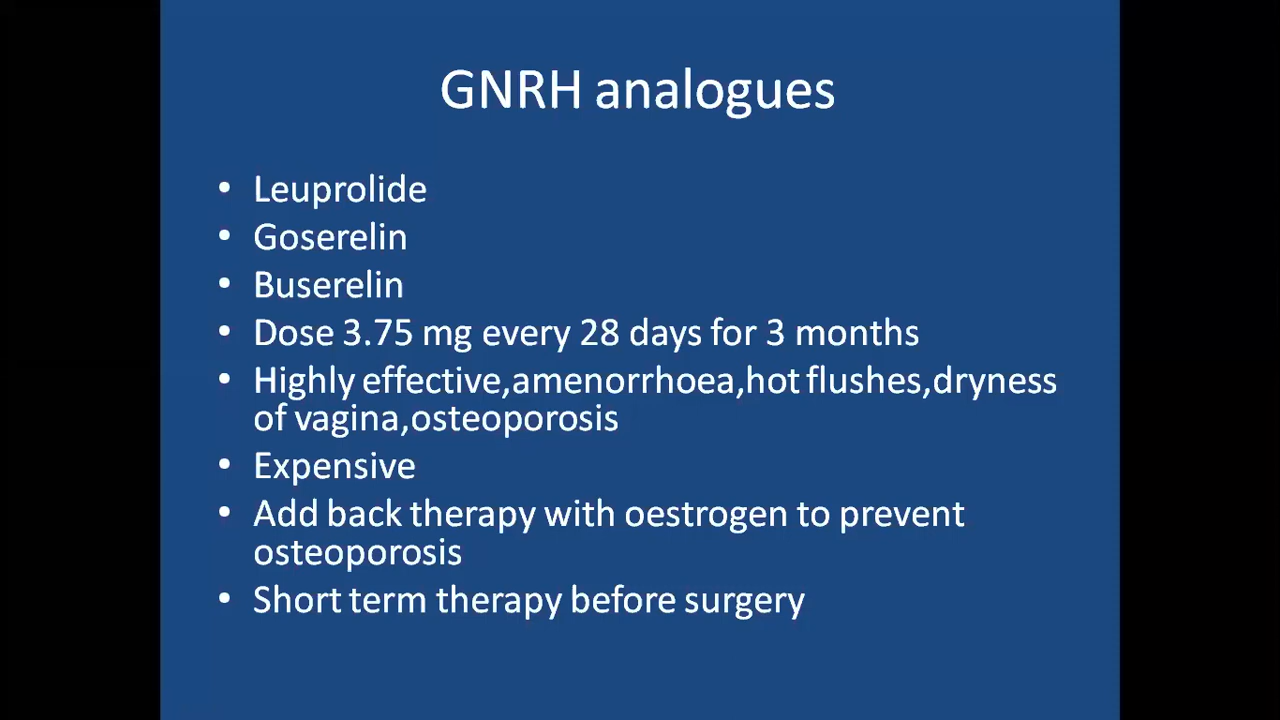 GNRH analogues
• Leuprolide
• Goserelin
• Buserelin
• Dose 3.75 mg every 28 days for 3 months
• Highly effective,amenorrhoea,hot flushes,dryness
of vagina,osteoporosis
• Expensive
• Add back therapy with oestrogen to prevent
osteoporosis
• Short term therapy before surgery